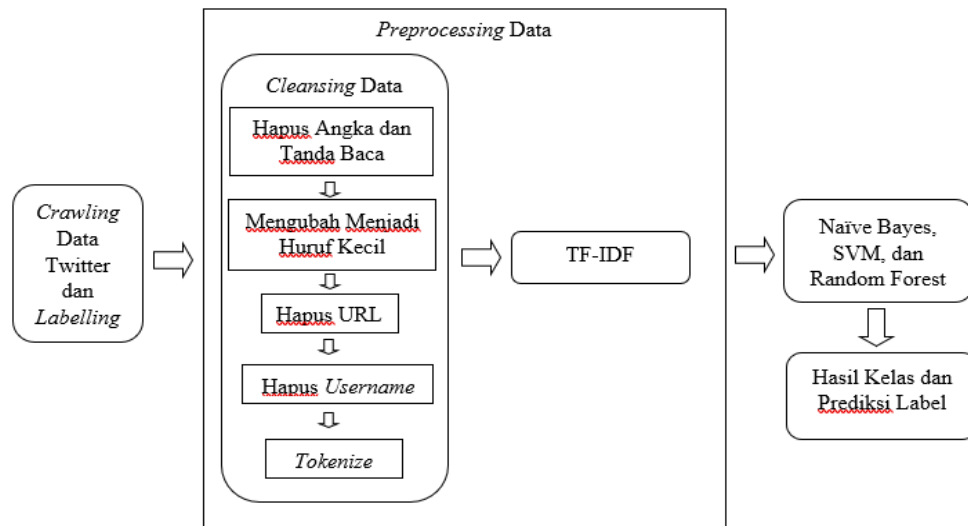 Preprocessing Data
Cleansing Data
Hapus Angka dan
Tanda Baca
Mengubah Menjadi
Huruf Kecil
Hapus URL
Hapus Username
Tokenize
Crawling
Data
Twitter
dan
Labelling
TF-IDF
Naïve Bayes,
SVM, dan
Random Forest
Hasil Kelas dan
Prediksi Label